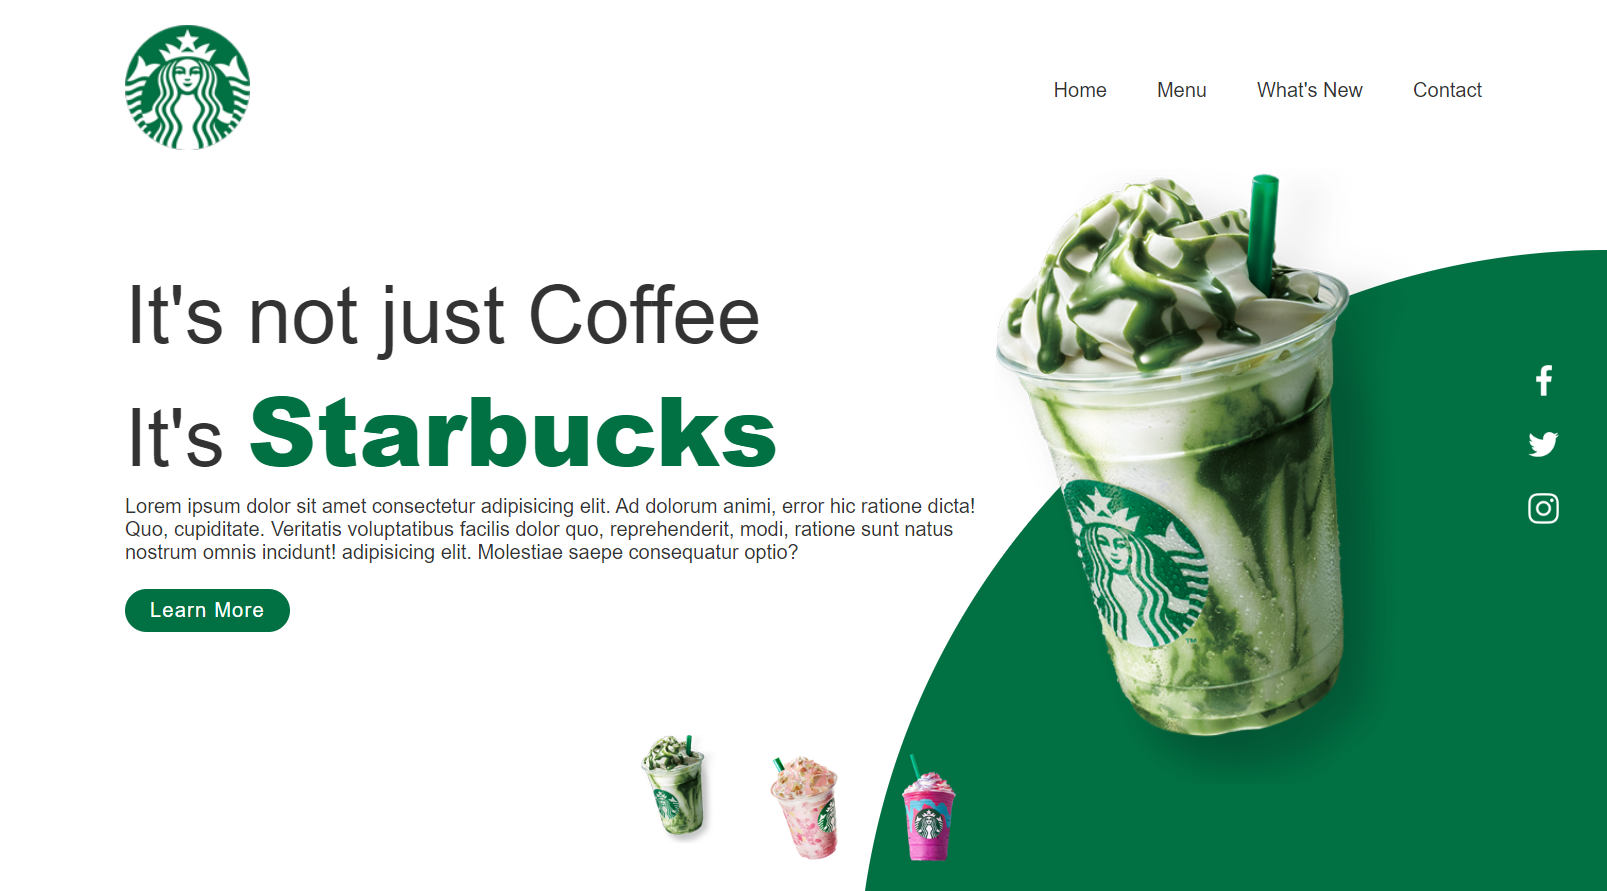 Home
Menu
What's New
Contact
It's not just Coffee
It's Starbucks
Lorem ipsum dolor sit amet consectetur adipisicing elit. Ad dolorum animi, error hic ratione dicta!
Quo, cupiditate. Veritatis voluptatibus facilis dolor quo, reprehenderit, modi, ratione sunt natus
nostrum omnis incidunt! adipisicing elit. Molestiae saepe consequatur optio?
Learn More
TM